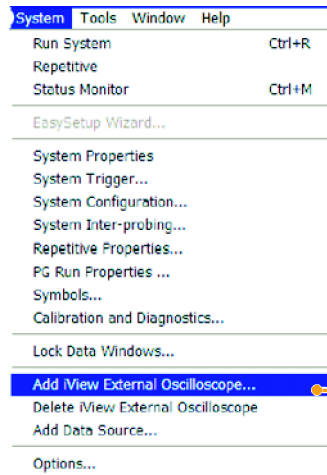 System Tools Window Help
Run System Ctrl+R
Repetitive
Status Monitor Ctrl+M
EasySetup Wizard...
System Properties
System Trigger...
System Configuration...
System Inter-probing...
Repetitive Properties...
PG Run Properties ...
Symbols...
Calibration and Diagnostics...
Lock Data Windows...
Add iView External Oscilloscope...
Delete iView External Oscilloscope
Add Data Source...
Options...